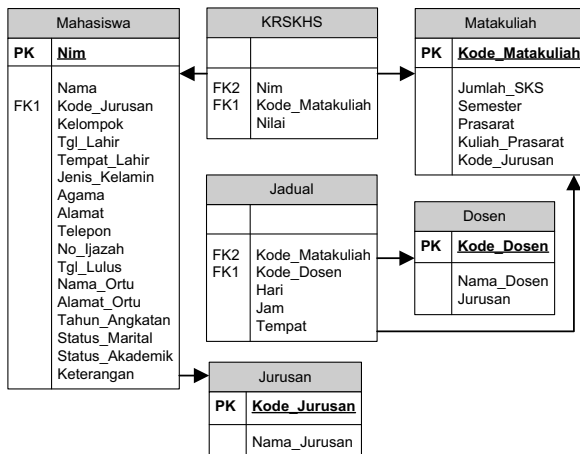 Mahasiswa
PK Nim
Nama
FK1 Kode_Jurusan
Kelompok
Tgl_Lahir
Tempat_Lahir
Jenis_Kelamin
Agama
Alamat
Telepon
No_Ijazah
Tgl_Lulus
Nama_Ortu
Alamat_Ortu
Tahun_Angkatan
Status_Marital
Status_Akademik
Keterangan
KRSKHS
FK2 Nim
FK1 Kode_Matakuliah
Nilai
Matakuliah
PK Kode_Matakuliah
Jumlah_SKS
Semester
Prasarat
Kuliah_Prasarat
Kode_Jurusan
Jadual
FK2 Kode_Matakuliah
FK1 Kode_Dosen
Hari
Jam
Tempat
Dosen
PK Kode_Dosen
Nama_Dosen
Jurusan
Jurusan
PK Kode_Jurusan
Nama_Jurusan